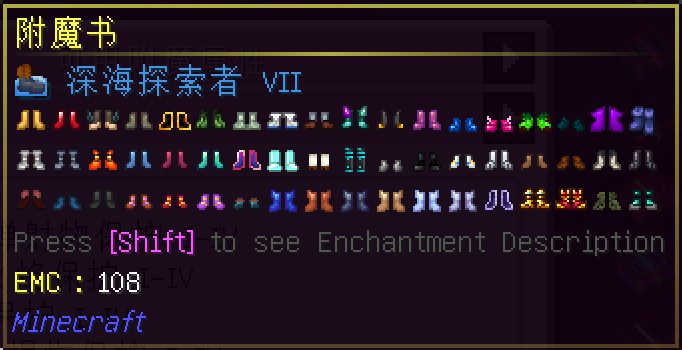 附魔书
深海探索者 VII
Press [Shift] to see Enchantment Description
EMC : 108
Minecraft